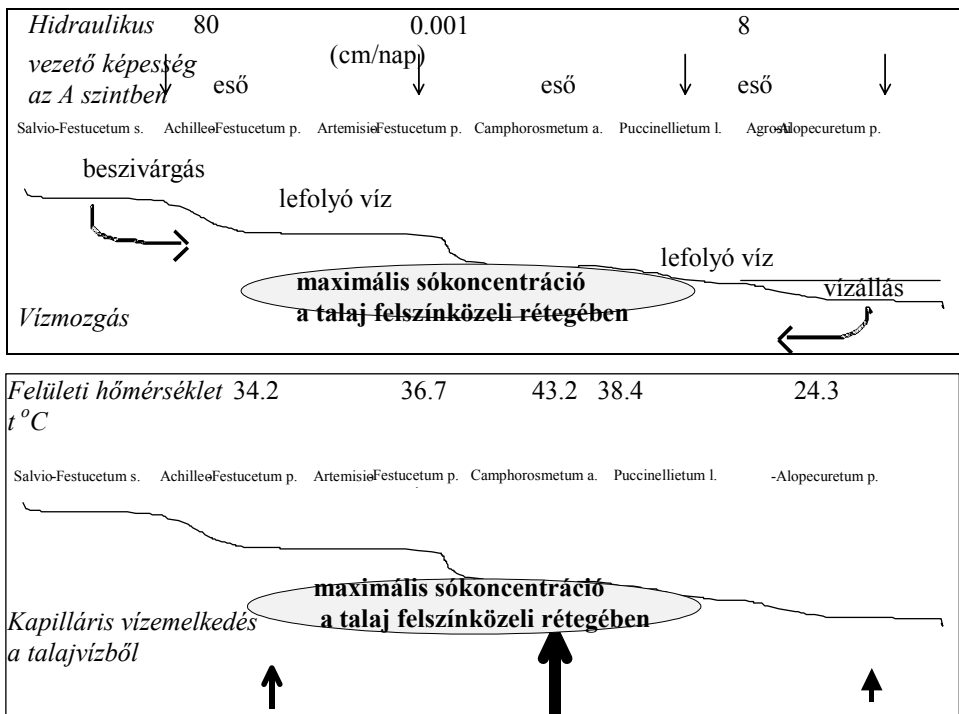 Hidraulikus 80 0.001 8
(cm/nap)
vezető képesség
az A szintben eső eső eső
Salvio-Festucetum s. Achilleo-Festucetum p. Artemisio-Festucetum p. Camphorosmetum a. Puccinellietum l. Agrosti-Alopecuretum p.
beszivárgás
lefolyó víz
lefolyó víz
maximális sókoncentráció
a talaj felszínközeli rétegében
vízállás
Vízmozgás
Felületi hőmérséklet 34.2 36.7 43.2 38.4 24.3
t °C
Salvio-Festucetum s. Achilleo-Festucetum p. Artemisio-Festucetum p. Camphorosmetum a. Puccinellietum l. -Alopecuretum p.
maximális sókoncentráció
a talaj felszínközeli rétegében
Kapilláris vízemelkedés
a talajvízből